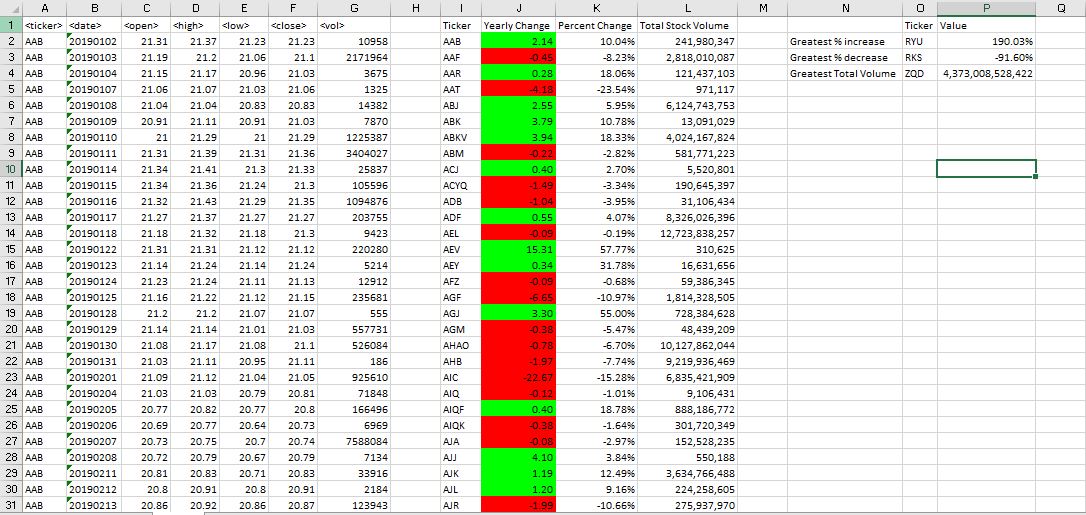 A B C D E F G H I J K L M N O P Q
1 <ticker> <date> <open> <high> <low> <close> <vol> Ticker Yearly Change Percent Change Total Stock Volume Ticker Value
2 AAB 20190102 21.31 21.37 21.23 21.23 10958 AAB 2.14 10.04% 241,980,347 Greatest % increase RYU 190.03%
3 AAB 20190103 21.19 21.2 21.06 21.1 2171964 AAF -0.45 -8.23% 2,818,010,087 Greatest % decrease RKS -91.60%
4 AAB 20190104 21.15 21.17 20.96 21.03 3675 AAR 0.28 18.06% 121,437,103 Greatest Total Volume ZQD 4,373,008,528,422
5 AAB 20190107 21.06 21.07 21.03 21.06 1325 AAT -4.18 -23.54% 971,117
6 AAB 20190108 21.04 21.04 20.83 20.83 14382 ABJ 2.55 5.95% 6,124,743,753
7 AAB 20190109 20.91 21.11 20.91 21.03 7870 ABK 3.79 10.78% 13,091,029
8 AAB 20190110 21 21.29 21 21.29 1225387 ABKV 3.94 18.33% 4,024,167,824
9 AAB 20190111 21.31 21.39 21.31 21.36 3404027 ABM -0.22 -2.82% 581,771,223
10 AAB 20190114 21.34 21.41 21.3 21.33 25837 ACJ 0.40 2.70% 5,520,801
11 AAB 20190115 21.34 21.36 21.24 21.3 105596 ACYQ -1.49 -3.34% 190,645,397
12 AAB 20190116 21.32 21.43 21.29 21.35 1094876 ADB -1.04 -3.95% 31,106,434
13 AAB 20190117 21.27 21.37 21.27 21.27 203755 ADF 0.55 4.07% 8,326,026,396
14 AAB 20190118 21.18 21.32 21.18 21.3 9423 AEL -0.09 -0.19% 12,723,838,257
15 AAB 20190122 21.31 21.31 21.12 21.12 220280 AEV 15.31 57.77% 310,625
16 AAB 20190123 21.14 21.24 21.14 21.24 5214 AEY 0.34 31.78% 16,631,656
17 AAB 20190124 21.23 21.24 21.11 21.13 12912 AFZ -0.09 -0.68% 59,386,345
18 AAB 20190125 21.16 21.22 21.12 21.15 235681 AGF -6.65 -10.97% 1,814,328,505
19 AAB 20190128 21.2 21.2 21.07 21.07 555 AGJ 3.30 55.00% 728,384,628
20 AAB 20190129 21.14 21.14 21.01 21.03 557731 AGM -0.38 -5.47% 48,439,209
21 AAB 20190130 21.08 21.17 21.08 21.1 526084 AHAO -0.78 -6.70% 10,127,862,044
22 AAB 20190131 21.03 21.11 20.95 21.11 186 AHB -1.97 -7.74% 9,219,936,469
23 AAB 20190201 21.09 21.12 21.04 21.05 925610 AIC -22.67 -15.28% 6,835,421,909
24 AAB 20190204 21.03 21.03 20.79 20.81 71848 AIQ -0.12 -1.01% 9,106,431
25 AAB 20190205 20.77 20.82 20.77 20.8 166496 AIQF 0.40 18.78% 888,186,772
26 AAB 20190206 20.69 20.77 20.64 20.73 6969 AIQK -0.38 -1.64% 301,720,349
27 AAB 20190207 20.73 20.75 20.7 20.74 7588084 AJA -0.08 -2.97% 152,528,235
28 AAB 20190208 20.72 20.79 20.67 20.79 7134 AJJ 4.10 3.84% 550,188
29 AAB 20190211 20.81 20.83 20.71 20.83 33916 AJK 1.19 12.49% 3,634,766,488
30 AAB 20190212 20.8 20.91 20.8 20.91 2184 AJL 1.20 9.16% 224,258,605
31 AAB 20190213 20.86 20.92 20.86 20.87 123943 AJR -1.99 -10.66% 275,937,970